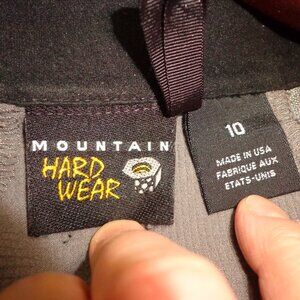 MOUNTAIN
HARD
WEAR
10
MADE IN USA
FABRIQUE AUX
ETATS-UNIS